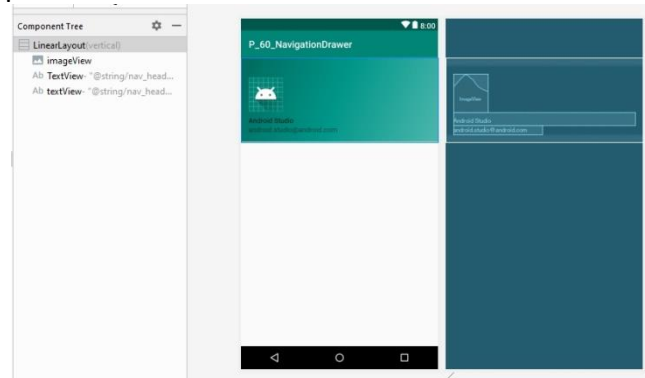 Component Tree
LinearLayout(vertical)
imageView
Ab TextView- "@string/nav_head...
Ab textView- "@string/nav_head...
8:00
P_60_NavigationDrawer
Android Studio
android.studio@android.com
ImageView
Android Studio
android.studio@android.com